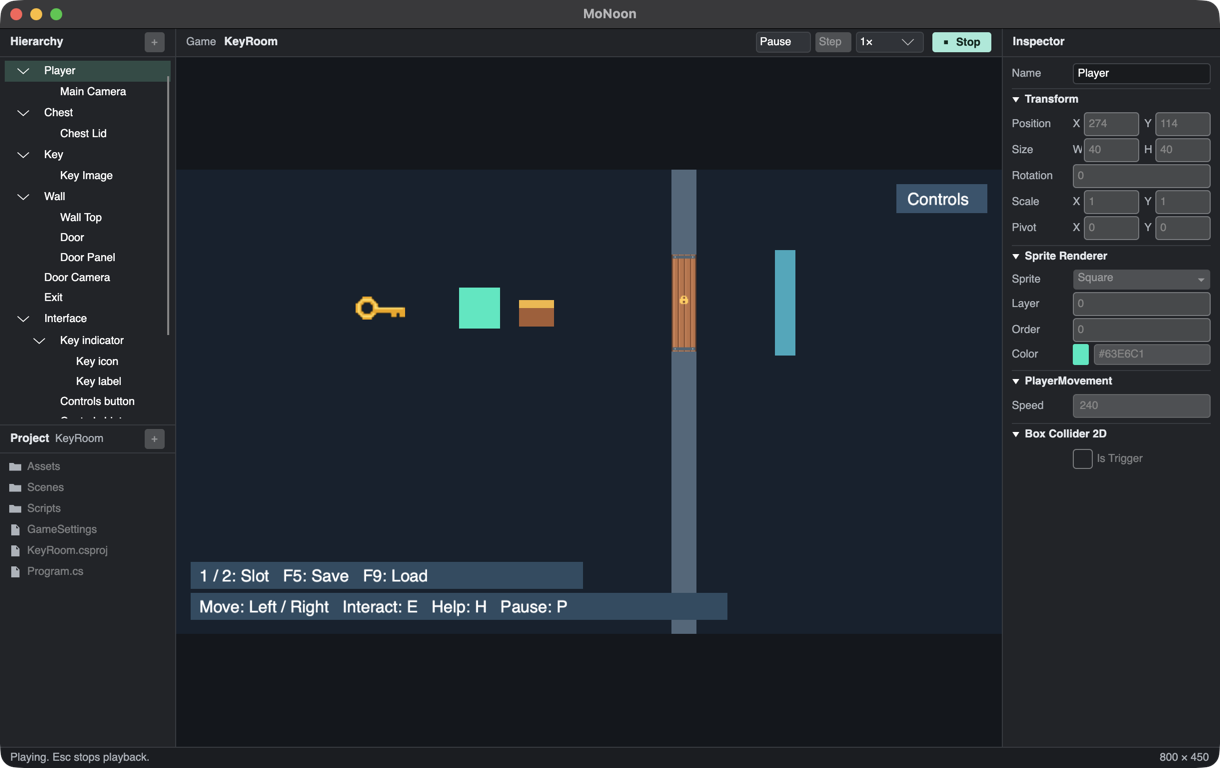 MoNoon
Hierarchy +
Game KeyRoom
Pause Step 1× Stop
Inspector
Player
Main Camera
Chest
Chest Lid
Key
Key Image
Wall
Wall Top
Door
Door Panel
Door Camera
Exit
Interface
Key indicator
Key icon
Key label
Controls button
Project KeyRoom +
Assets
Scenes
Scripts
GameSettings
KeyRoom.csproj
Program.cs
Controls
1 / 2: Slot F5: Save F9: Load
Move: Left / Right Interact: E Help: H Pause: P
Name Player
Transform
Position X 274 Y 114
Size W 40 H 40
Rotation 0
Scale X 1 Y 1
Pivot X 0 Y 0
Sprite Renderer
Sprite Square
Layer 0
Order 0
Color #63E6C1
PlayerMovement
Speed 240
Box Collider 2D
Is Trigger
Playing. Esc stops playback.
800 × 450